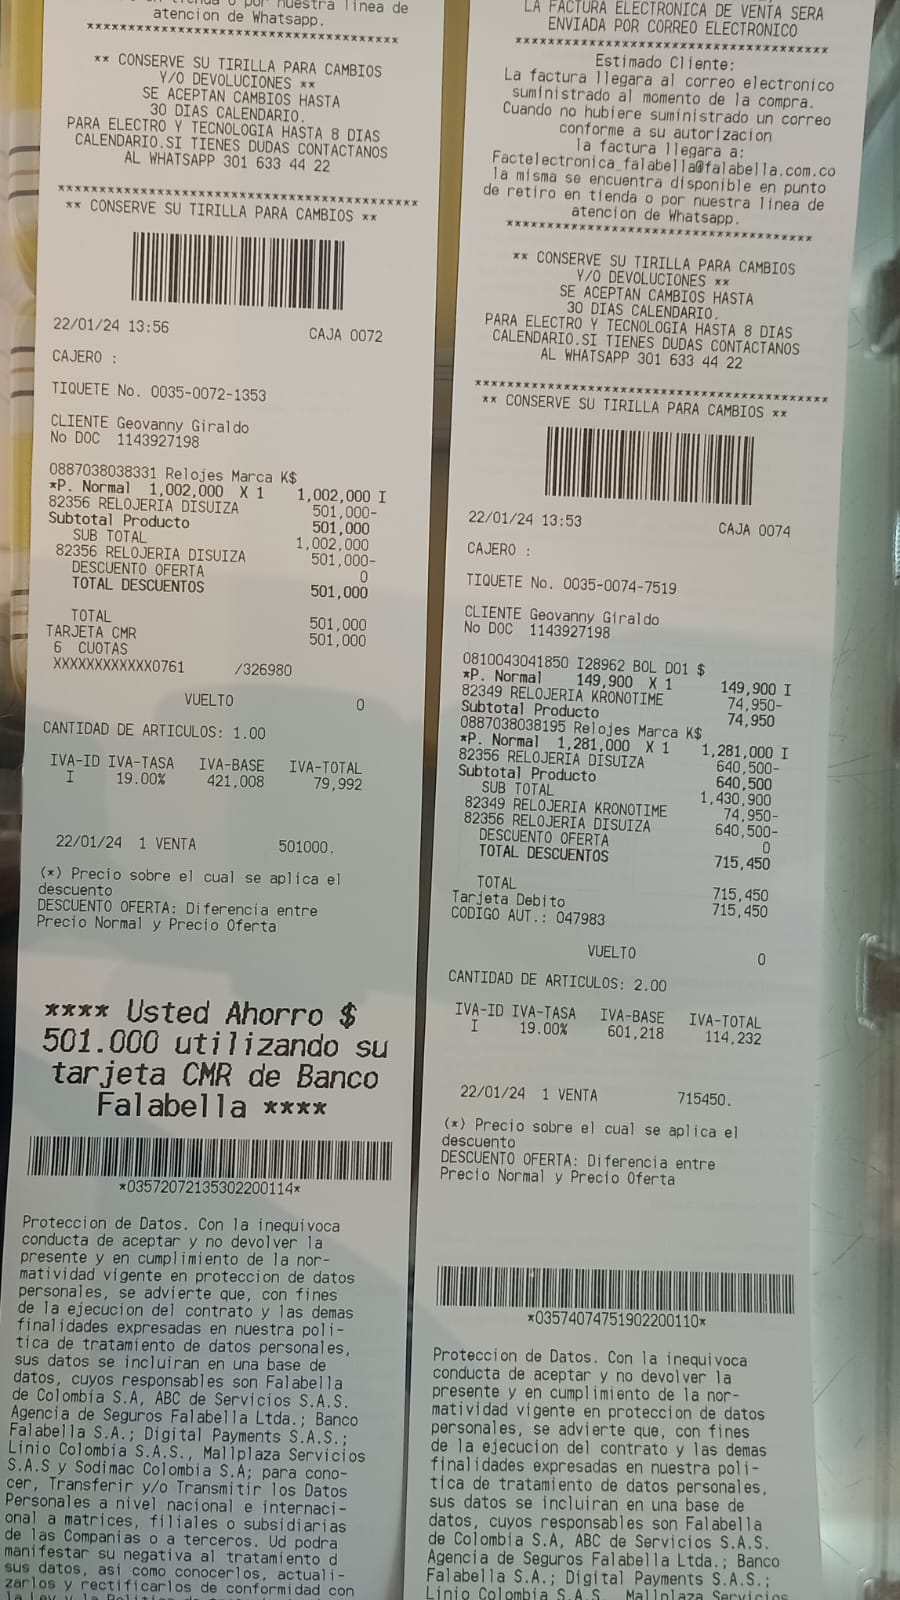 o por nuestra linea de
atencion de Whatsapp.
***************************************
** CONSERVE SU TIRILLA PARA CAMBIOS
Y/O DEVOLUCIONES **
SE ACEPTAN CAMBIOS HASTA
30 DIAS CALENDARIO.
PARA ELECTRO Y TECNOLOGIA HASTA 8 DIAS
CALENDARIO.SI TIENES DUDAS CONTACTANOS
AL WHATSAPP 301 633 44 22
***************************************
** CONSERVE SU TIRILLA PARA CAMBIOS **
22/01/24 13:56 CAJA 0072
CAJERO :
TIQUETE No. 0035-0072-1353
CLIENTE Geovanny Giraldo
No DOC 1143927198
0887038038331 Relojes Marca K$
*P. Normal 1,002,000 X 1 1,002,000 I
82356 RELOJERIA DISUIZA 501,000-
Subtotal Producto 501,000
SUB TOTAL 1,002,000
82356 RELOJERIA DISUIZA 501,000-
DESCUENTO OFERTA 0
TOTAL DESCUENTOS 501,000
TOTAL 501,000
TARJETA CMR 501,000
6 CUOTAS
XXXXXXXXXXXX0761 /326980
VUELTO 0
CANTIDAD DE ARTICULOS: 1.00
IVA-ID IVA-TASA IVA-BASE IVA-TOTAL
I 19.00% 421,008 79,992
22/01/24 1 VENTA 501000.
(*) Precio sobre el cual se aplica el
descuento
DESCUENTO OFERTA: Diferencia entre
Precio Normal y Precio Oferta
**** Usted Ahorro $
501.000 utilizando su
tarjeta CMR de Banco
Falabella ****
*03572072135302200114*
Proteccion de Datos. Con la inequivoca
conducta de aceptar y no devolver la
presente y en cumplimiento de la nor-
matividad vigente en proteccion de datos
personales, se advierte que, con fines
de la ejecucion del contrato y las demas
finalidades expresadas en nuestra poli-
tica de tratamiento de datos personales,
sus datos se incluiran en una base de
datos, cuyos responsables son Falabella
de Colombia S.A, ABC de Servicios S.A.S.
Agencia de Seguros Falabella Ltda.; Banco
Falabella S.A.; Digital Payments S.A.S.;
Linio Colombia S.A.S., Mallplaza Servicios
S.A.S y Sodimac Colombia S.A; para cono-
cer, Transferir y/o Transmitir los Datos
Personales a nivel nacional e internaci-
onal a matrices, filiales o subsidiarias
de las Companias o a terceros. Ud podra
manifestar su negativa al tratamiento d
sus datos, asi como conocerlos, actuali-
zarlos y rectificarlos de conformidad con
LA FACTURA ELECTRONICA DE VENTA SERA
ENVIADA POR CORREO ELECTRONICO
***************************************
Estimado Cliente:
La factura llegara al correo electronico
suministrado al momento de la compra.
Cuando no hubiere suministrado un correo
conforme a su autorizacion
la factura llegara a:
Factelectronica_falabella@falabella.com.co
la misma se encuentra disponible en punto
de retiro en tienda o por nuestra linea de
atencion de Whatsapp.
***************************************
** CONSERVE SU TIRILLA PARA CAMBIOS
Y/O DEVOLUCIONES **
SE ACEPTAN CAMBIOS HASTA
30 DIAS CALENDARIO.
PARA ELECTRO Y TECNOLOGIA HASTA 8 DIAS
CALENDARIO.SI TIENES DUDAS CONTACTANOS
AL WHATSAPP 301 633 44 22
***************************************
** CONSERVE SU TIRILLA PARA CAMBIOS **
22/01/24 13:53 CAJA 0074
CAJERO :
TIQUETE No. 0035-0074-7519
CLIENTE Geovanny Giraldo
No DOC 1143927198
0810043041850 I28962 BOL D01 $
*P. Normal 149,900 X 1 149,900 I
82349 RELOJERIA KRONOTIME 74,950-
Subtotal Producto 74,950
0887038038195 Relojes Marca K$
*P. Normal 1,281,000 X 1 1,281,000 I
82356 RELOJERIA DISUIZA 640,500-
Subtotal Producto 640,500
SUB TOTAL 1,430,900
82349 RELOJERIA KRONOTIME 74,950-
82356 RELOJERIA DISUIZA 640,500-
DESCUENTO OFERTA 0
TOTAL DESCUENTOS 715,450
TOTAL 715,450
Tarjeta Debito 715,450
CODIGO AUT.: 047983
VUELTO 0
CANTIDAD DE ARTICULOS: 2.00
IVA-ID IVA-TASA IVA-BASE IVA-TOTAL
I 19.00% 601,218 114,232
22/01/24 1 VENTA 715450.
(*) Precio sobre el cual se aplica el
descuento
DESCUENTO OFERTA: Diferencia entre
Precio Normal y Precio Oferta
*03574074751902200110*
Proteccion de Datos. Con la inequivoca
conducta de aceptar y no devolver la
presente y en cumplimiento de la nor-
matividad vigente en proteccion de datos
personales, se advierte que, con fines
de la ejecucion del contrato y las demas
finalidades expresadas en nuestra poli-
tica de tratamiento de datos personales,
sus datos se incluiran en una base de
datos, cuyos responsables son Falabella
de Colombia S.A, ABC de Servicios S.A.S.
Agencia de Seguros Falabella Ltda.; Banco
Falabella S.A.; Digital Payments S.A.S.;
Linio Colombia S.A.S., Mallplaza Servicios